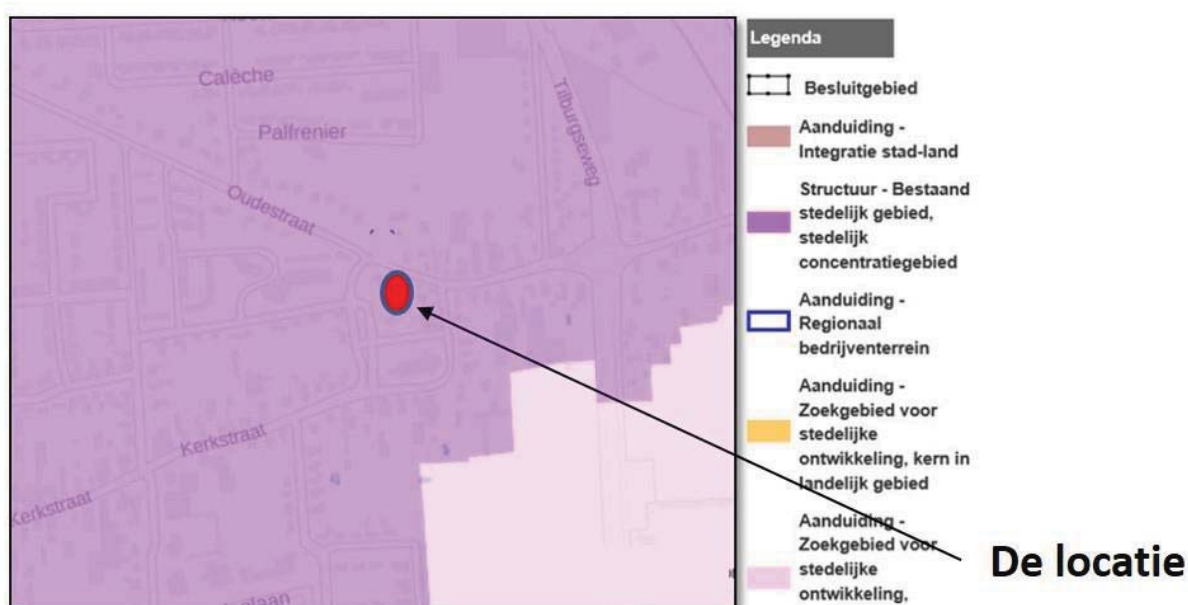 Calèche
Palfrenier
Tilburgseweg
Oudestraat
Kerkstraat
Kerkstraat
Legenda
Besluitgebied
Aanduiding -
Integratie stad-land
Structuur - Bestaand
stedelijk gebied,
stedelijk
concentratiegebied
Aanduiding -
Regionaal
bedrijventerrein
Aanduiding -
Zoekgebied voor
stedelijke
ontwikkeling, kern in
landelijk gebied
Aanduiding -
Zoekgebied voor
stedelijke
ontwikkeling,
De locatie